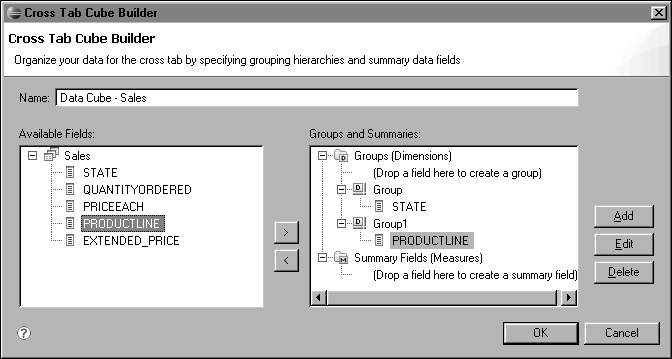 Cross Tab Cube Builder
Cross Tab Cube Builder
Organize your data for the cross tab by specifying grouping hierarchies and summary data fields
Name: Data Cube - Sales
Available Fields:
Sales
STATE
QUANTITYORDERED
PRICEEACH
PRODUCTLINE
EXTENDED_PRICE
>
<
Groups and Summaries:
Groups (Dimensions)
(Drop a field here to create a group)
Group
STATE
Group1
PRODUCTLINE
Summary Fields (Measures)
(Drop a field here to create a summary field)
Add
Edit
Delete
?
OK
Cancel